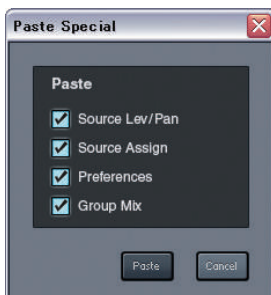 Paste Special
Paste
Source Lev/Pan
Source Assign
Preferences
Group Mix
Paste
Cancel